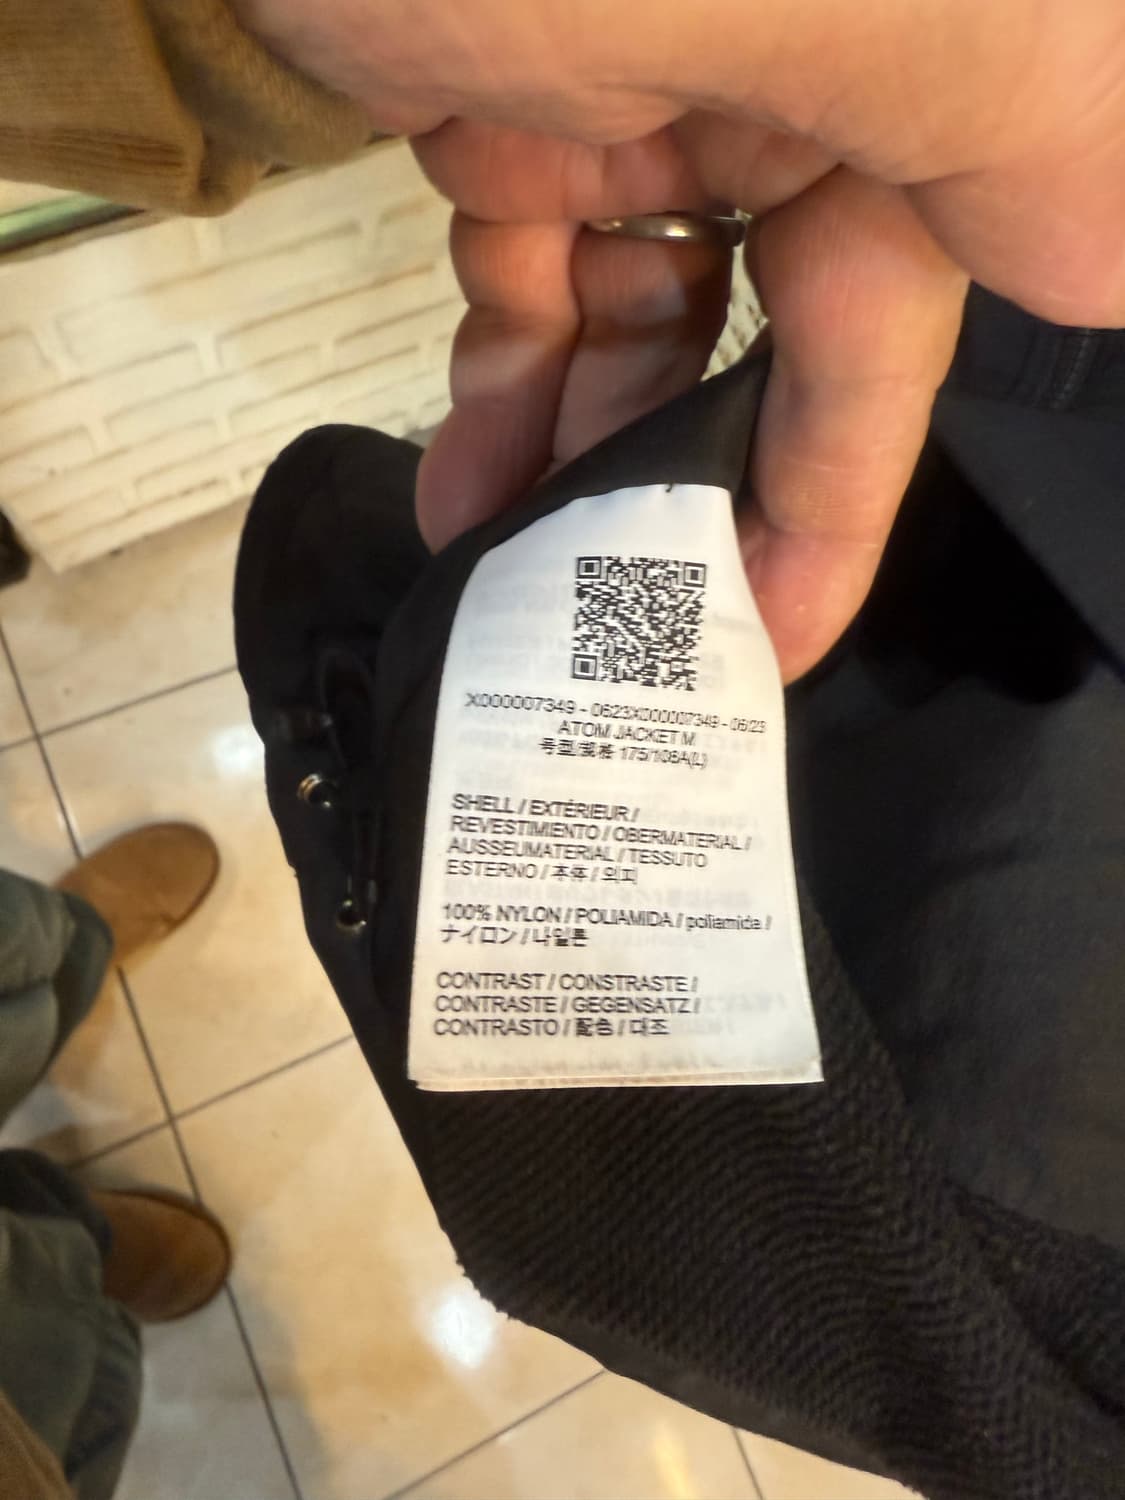 X000007349 - 0623X000007349 - 06/23
ATOM JACKET M
号型/规格 175/108A(L)
SHELL / EXTÉRIEUR /
REVESTIMIENTO / OBERMATERIAL /
AUSSEUMATERIAL / TESSUTO
ESTERNO / 本体 / 외피
100% NYLON / POLIAMIDA / poliamide /
ナイロン / 나일론
CONTRAST / CONSTRASTE /
CONTRASTE / GEGENSATZ /
CONTRASTO / 配色 / 대조